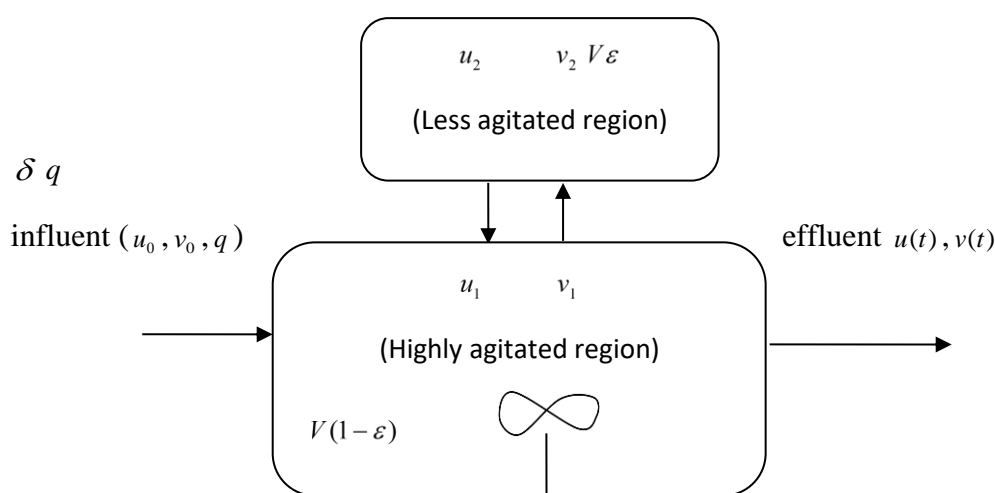 u₂ v₂ Vε
(Less agitated region)
δ q
influent (u₀, v₀, q)
effluent u(t), v(t)
u₁ v₁
(Highly agitated region)
V(1−ε)